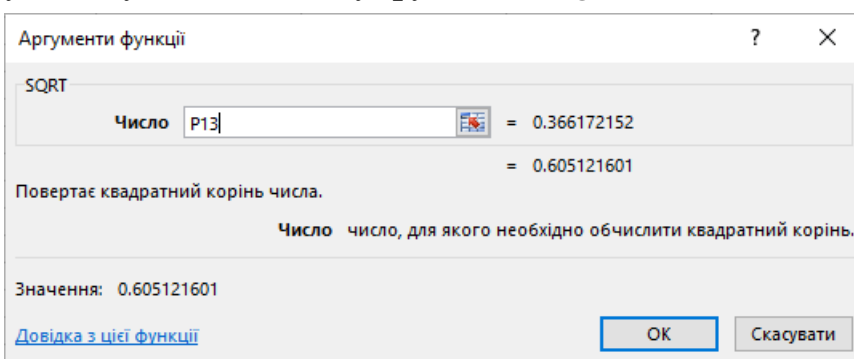 Аргументи функції ? ×
SQRT
Число P13 = 0.366172152
= 0.605121601
Повертає квадратний корінь числа.
Число число, для якого необхідно обчислити квадратний корінь.
Значення: 0.605121601
Довідка з цієї функції OK Скасувати